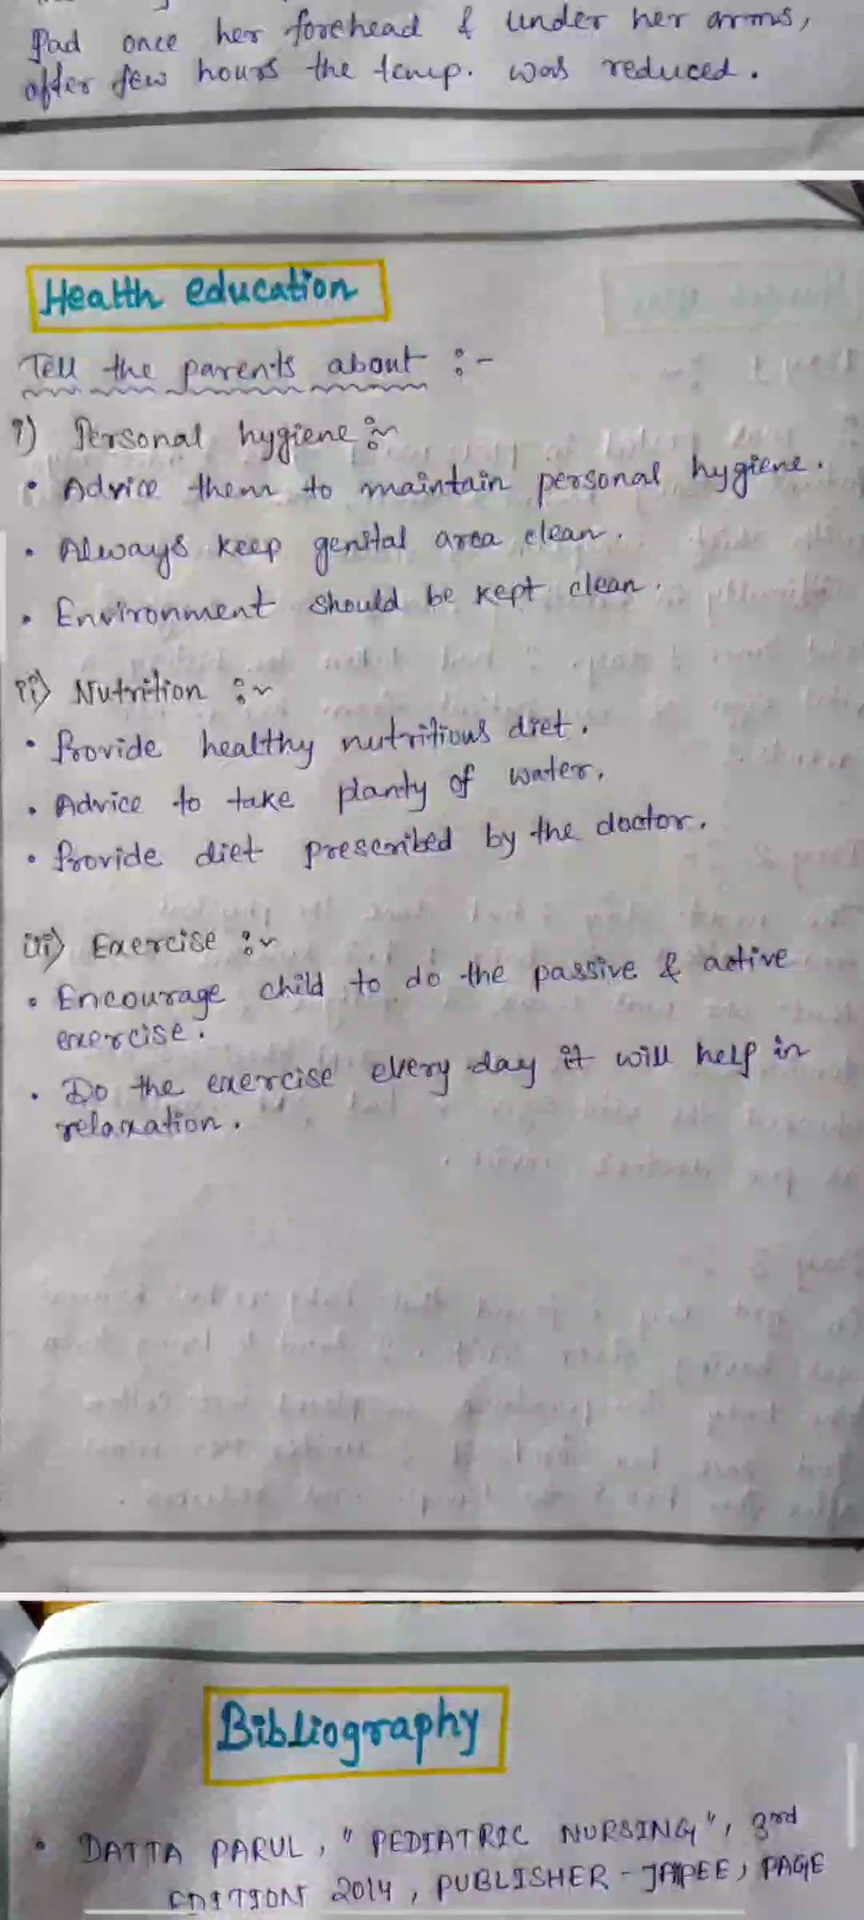 Pad once her forehead & under her arms,
after few hours the temp. was reduced.
Health education
Tell the parents about :-
i) Personal hygiene :~
• Advice them to maintain personal hygiene.
• Always keep genital area clean.
• Environment should be kept clean.
ii) Nutrition :~
• Provide healthy nutritious diet.
• Advice to take planty of water.
• Provide diet prescribed by the doctor.
iii) Exercise :~
• Encourage child to do the passive & active
exercise.
• Do the exercise every day it will help in
relaxation.
Bibliography
• DATTA PARUL, "PEDIATRIC NURSING", 3rd
EDITION 2014, PUBLISHER - JAPEE, PAGE